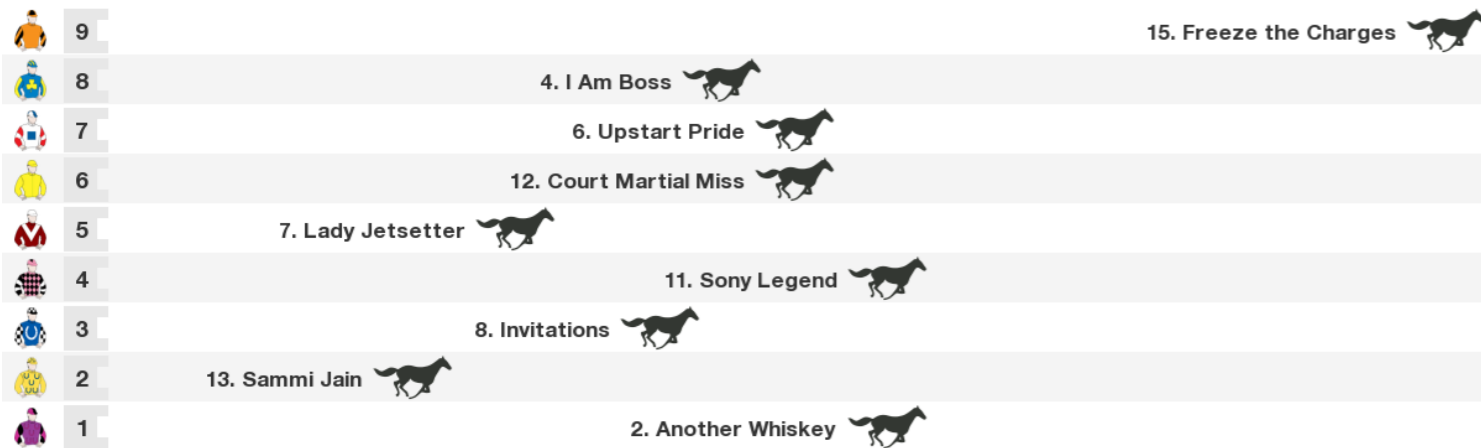 9 15. Freeze the Charges
8 4. I Am Boss
7 6. Upstart Pride
6 12. Court Martial Miss
5 7. Lady Jetsetter
4 11. Sony Legend
3 8. Invitations
2 13. Sammi Jain
1 2. Another Whiskey